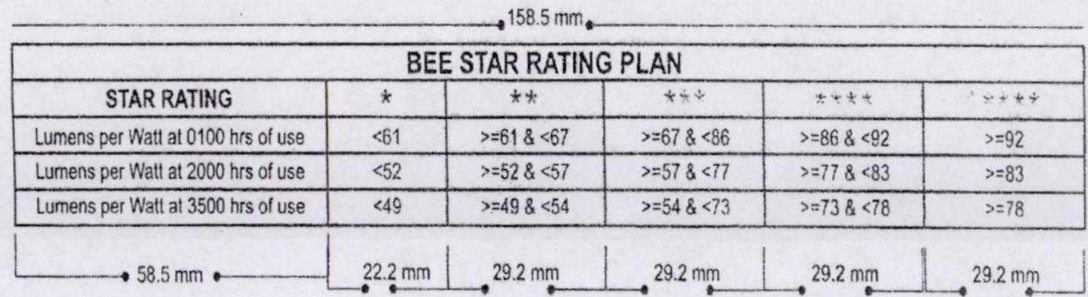 158.5 mm
BEE STAR RATING PLAN
STAR RATING * ** *** **** *****
Lumens per Watt at 0100 hrs of use <61 >=61 & <67 >=67 & <86 >=86 & <92 >=92
Lumens per Watt at 2000 hrs of use <52 >=52 & <57 >=57 & <77 >=77 & <83 >=83
Lumens per Watt at 3500 hrs of use <49 >=49 & <54 >=54 & <73 >=73 & <78 >=78
58.5 mm 22.2 mm 29.2 mm 29.2 mm 29.2 mm 29.2 mm